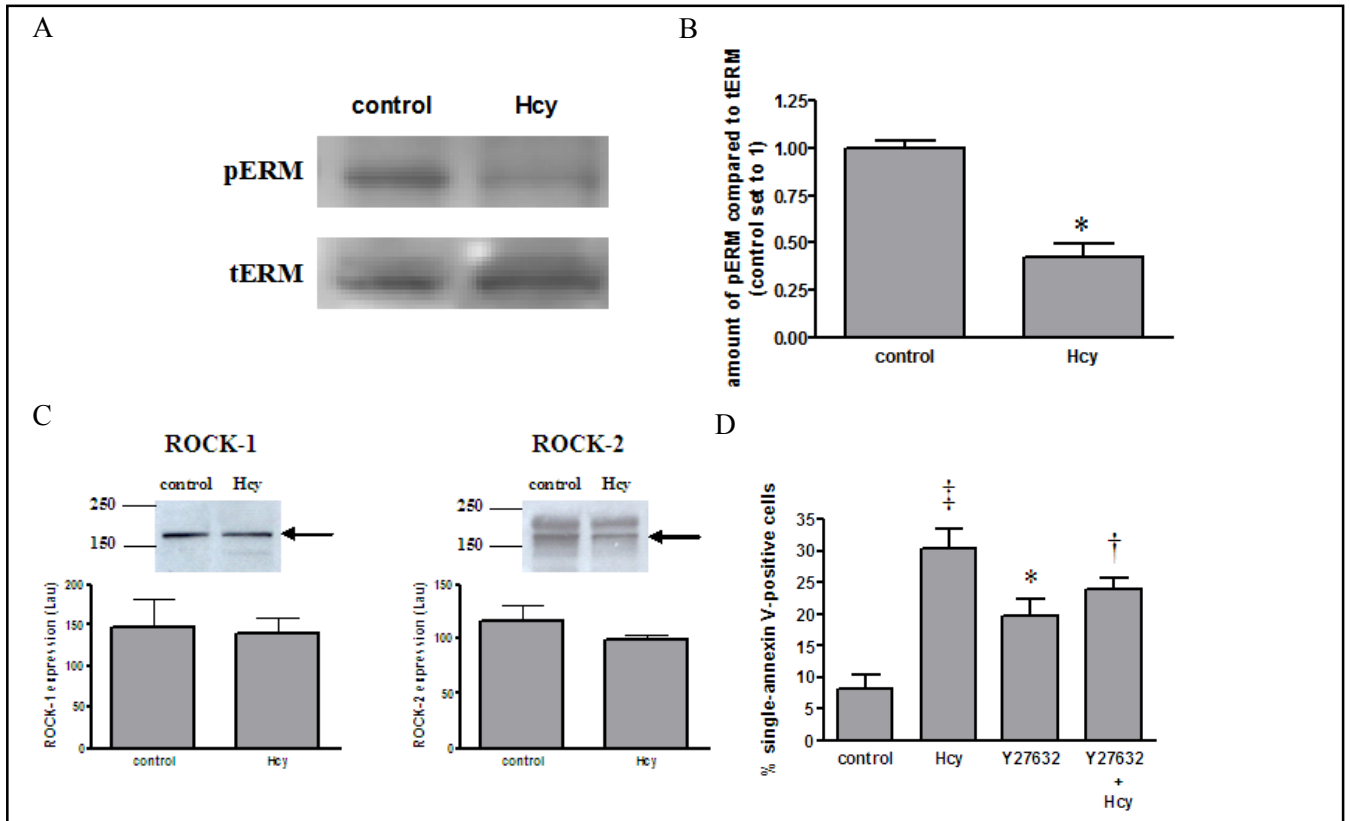 A
control Hcy
pERM
tERM
B
amount of pERM compared to tERM
(control set to 1)
1.25
1.00
0.75
0.50
0.25
0.00
*
control Hcy
C
ROCK-1
control Hcy
250
150
ROCK-1 expression (Lau)
200
150
100
50
0
control Hcy
ROCK-2
control Hcy
250
150
ROCK-2 expression (Lau)
150
100
50
0
control Hcy
D
% single-annexin V-positive cells
35
30
25
20
15
10
5
0
‡
*
†
control Hcy Y27632 Y27632
+
Hcy